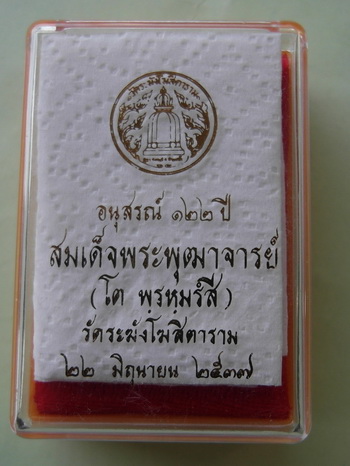 อนุสรณ์ ๑๒๒ ปี
สมเด็จพระพุฒาจารย์
(โต พรหมรํสี)
วัดระฆังโฆสิตาราม
๒๒ มิถุนายน ๒๕๓๗